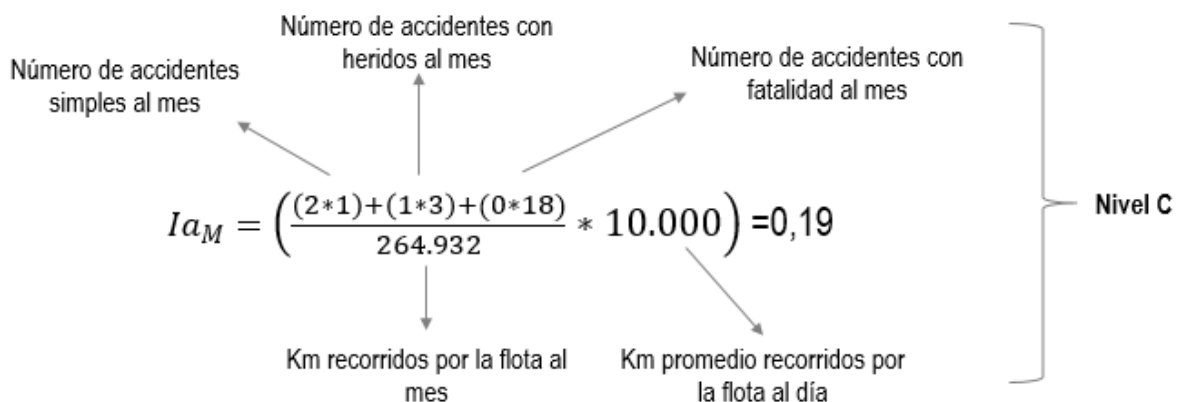 Número de accidentes
simples al mes
Número de accidentes con
heridos al mes
Número de accidentes con
fatalidad al mes
Ia_M = ( ((2*1)+(1*3)+(0*18)) / 264.932 * 10.000 ) =0,19
Nivel C
Km recorridos por la flota al
mes
Km promedio recorridos por
la flota al día